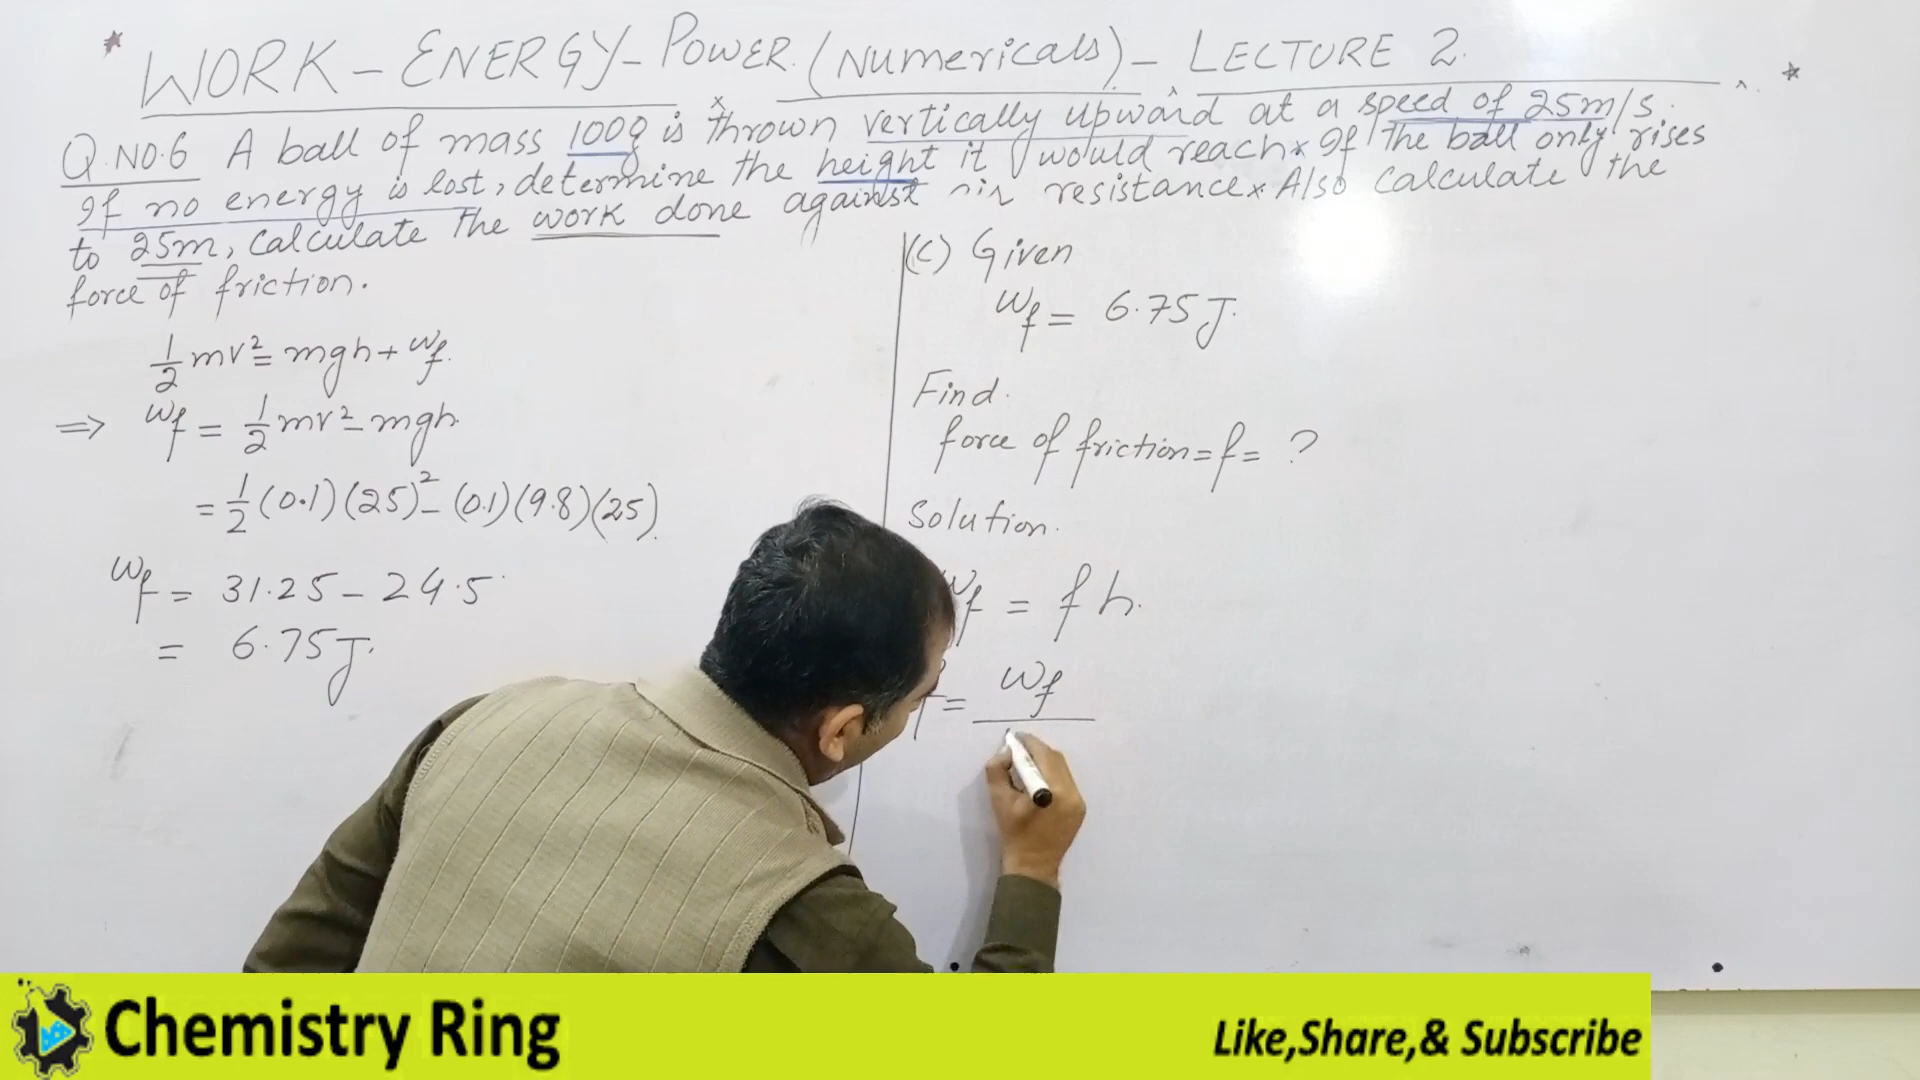 * WORK - ENERGY - POWER. (Numericals) - LECTURE 2. *
Q.NO.6 A ball of mass 100g is thrown vertically upward at a speed of 25m/s.
If no energy is lost, determine the height it would reach x If the ball only rises
to 25m, calculate the work done against air resistance x Also calculate the
force of friction.
1/2 mv² = mgh + Wf.
⇒ Wf = 1/2 mv² - mgh.
= 1/2 (0.1)(25)² - (0.1)(9.8)(25).
Wf = 31.25 - 24.5
= 6.75 J.
(C) Given
Wf = 6.75 J.
Find.
force of friction = f = ?
Solution.
Wf = f h.
f = Wf
Chemistry Ring
Like,Share,& Subscribe